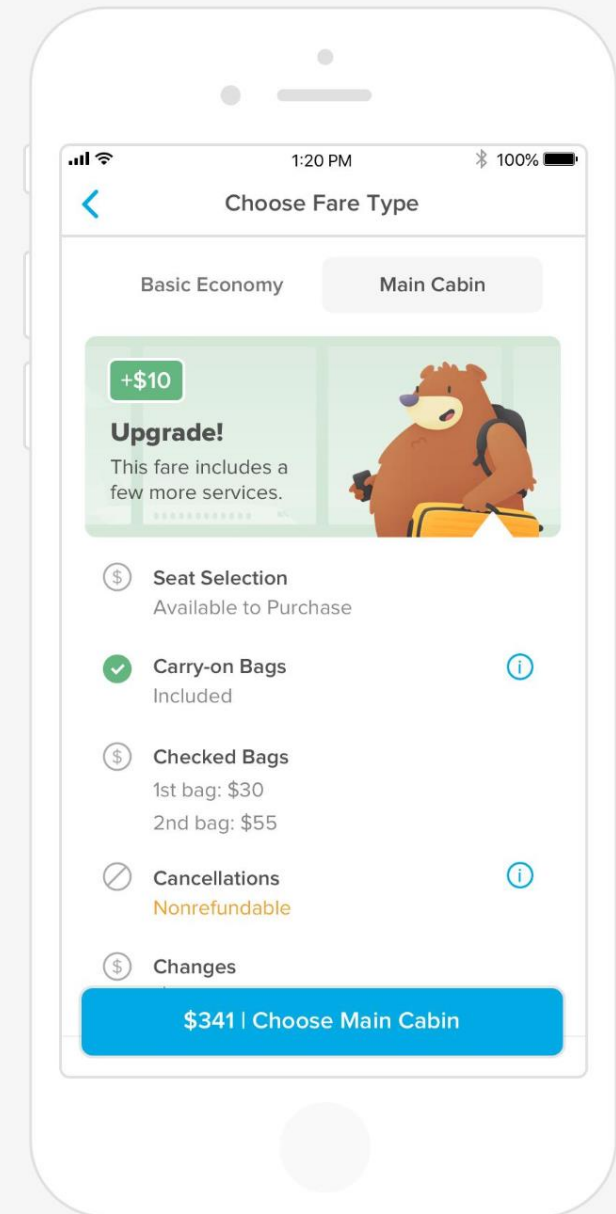 1:20 PM
100%
Choose Fare Type
Basic Economy
Main Cabin
+$10
Upgrade!
This fare includes a
few more services.
$ Seat Selection
Available to Purchase
Carry-on Bags i
Included
$ Checked Bags
1st bag: $30
2nd bag: $55
Cancellations i
Nonrefundable
$ Changes
$341 | Choose Main Cabin